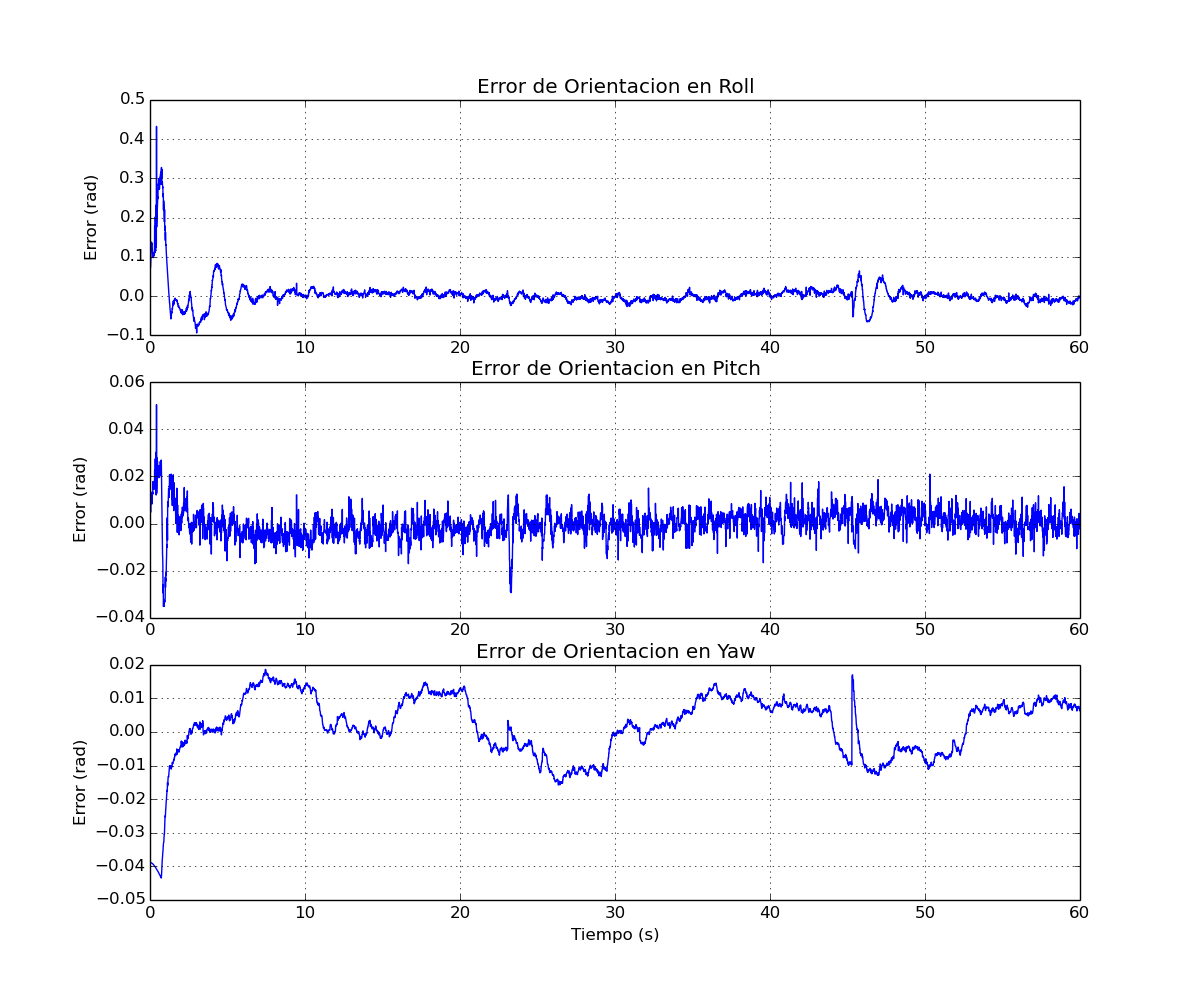 Error de Orientacion en Roll
0.5
0.4
0.3
0.2
0.1
0.0
−0.1
Error (rad)
0 10 20 30 40 50 60
Error de Orientacion en Pitch
0.06
0.04
0.02
0.00
−0.02
−0.04
Error (rad)
0 10 20 30 40 50 60
Error de Orientacion en Yaw
0.02
0.01
0.00
−0.01
−0.02
−0.03
−0.04
−0.05
Error (rad)
0 10 20 30 40 50 60
Tiempo (s)